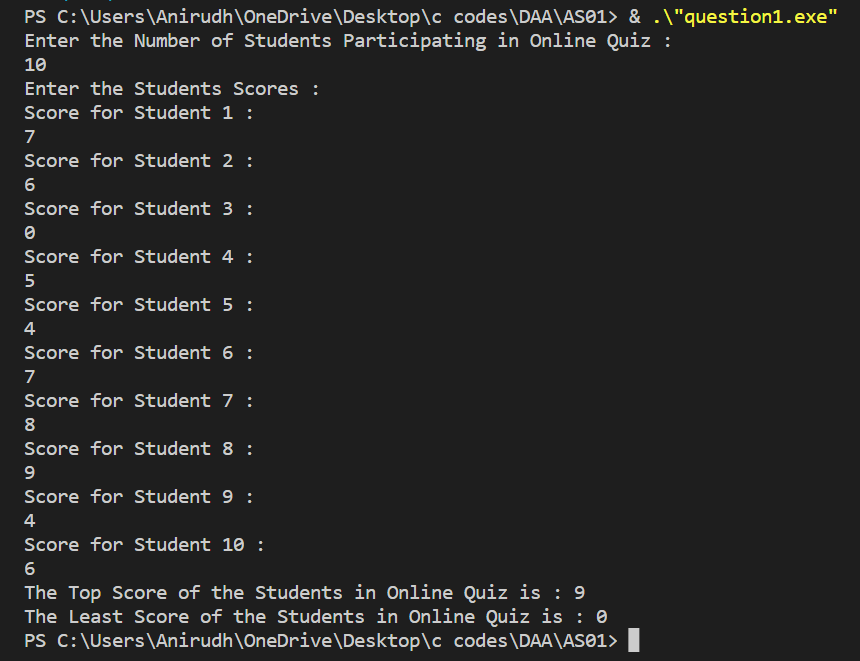 PS C:\Users\Anirudh\OneDrive\Desktop\c codes\DAA\AS01> & .\"question1.exe"
Enter the Number of Students Participating in Online Quiz :
10
Enter the Students Scores :
Score for Student 1 :
7
Score for Student 2 :
6
Score for Student 3 :
0
Score for Student 4 :
5
Score for Student 5 :
4
Score for Student 6 :
7
Score for Student 7 :
8
Score for Student 8 :
9
Score for Student 9 :
4
Score for Student 10 :
6
The Top Score of the Students in Online Quiz is : 9
The Least Score of the Students in Online Quiz is : 0
PS C:\Users\Anirudh\OneDrive\Desktop\c codes\DAA\AS01>